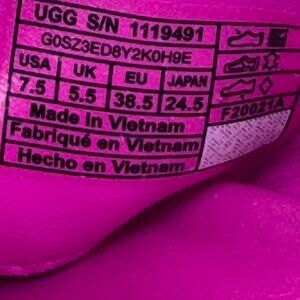 UGG S/N 1119491
G0SZ3ED8Y2K0H9E
USA UK EU JAPAN
7.5 5.5 38.5 24.5
F20021A
Made in Vietnam
Fabriqué en Vietnam
Hecho en Vietnam